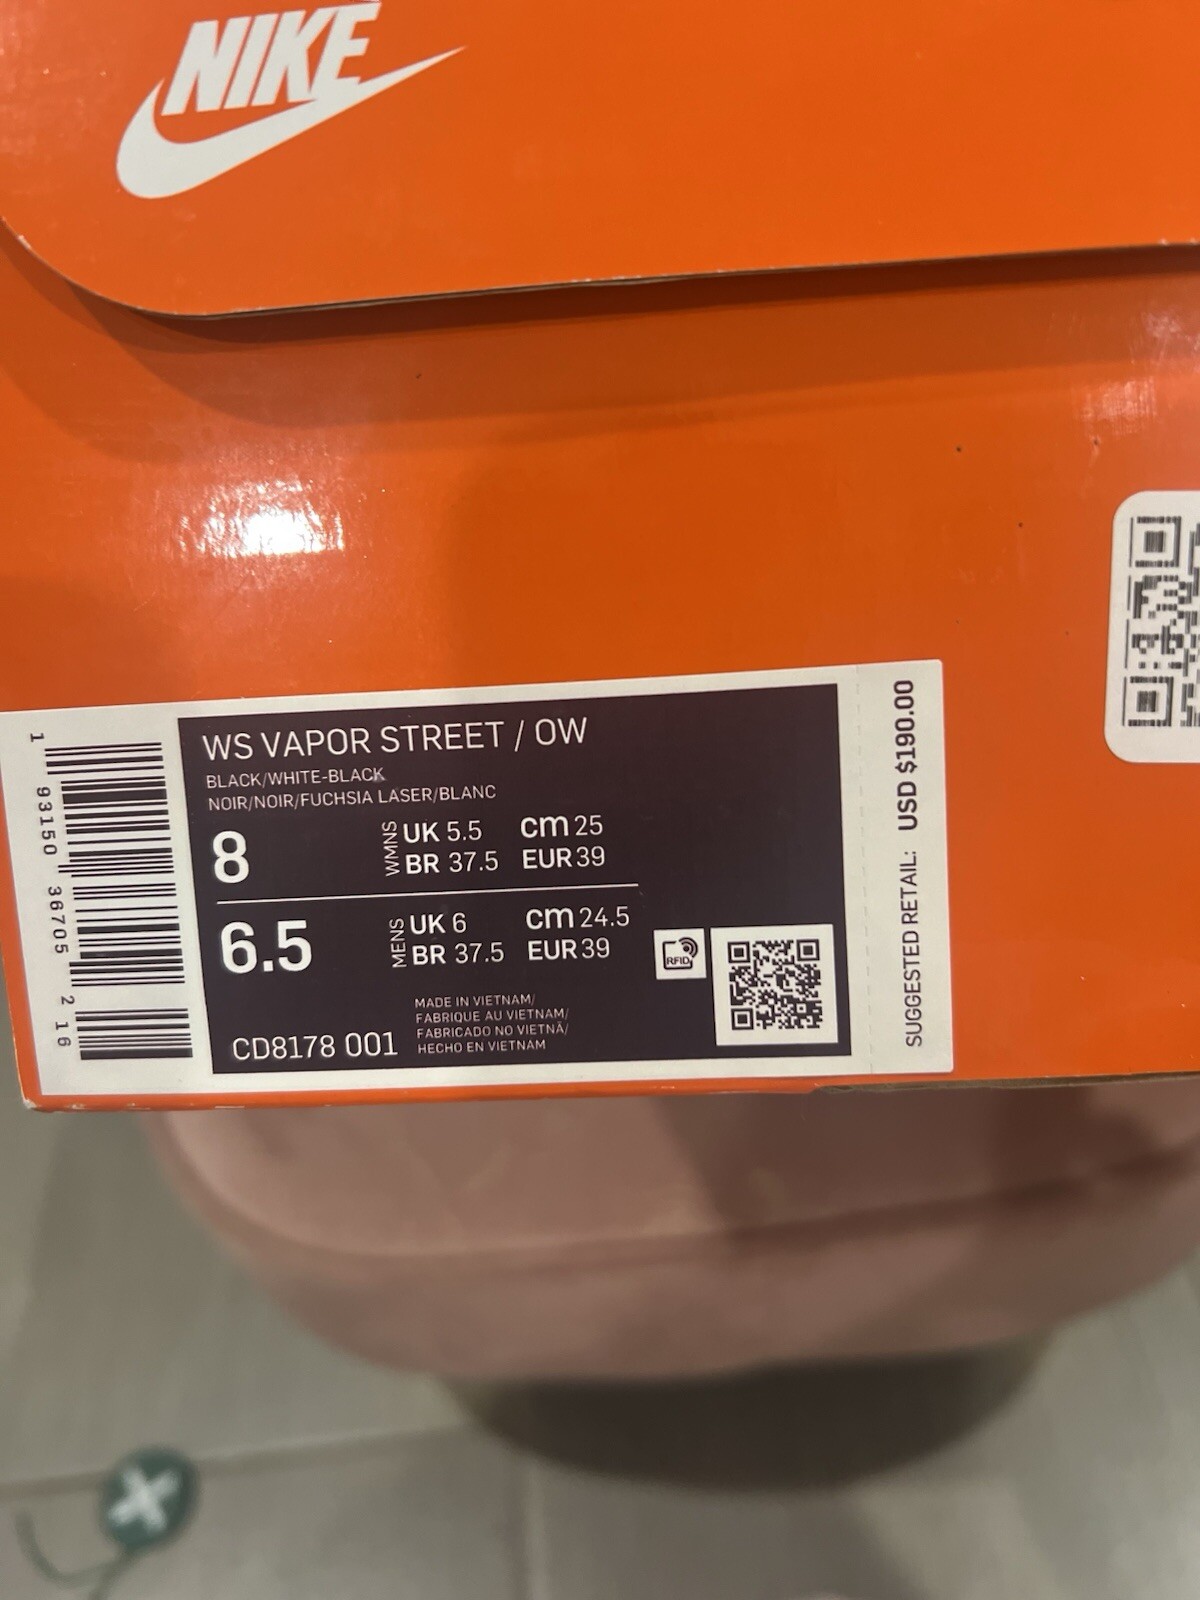 NIKE
WS VAPOR STREET / OW
BLACK/WHITE-BLACK
NOIR/NOIR/FUCHSIA LASER/BLANC
8 WMNS UK 5.5 cm 25
BR 37.5 EUR 39
6.5 MENS UK 6 cm 24.5
BR 37.5 EUR 39
RFID
MADE IN VIETNAM/
FABRIQUE AU VIETNAM/
FABRICADO NO VIETNÃ/
HECHO EN VIETNAM
CD8178 001
1 93150 36705 2 16
SUGGESTED RETAIL: USD $190.00